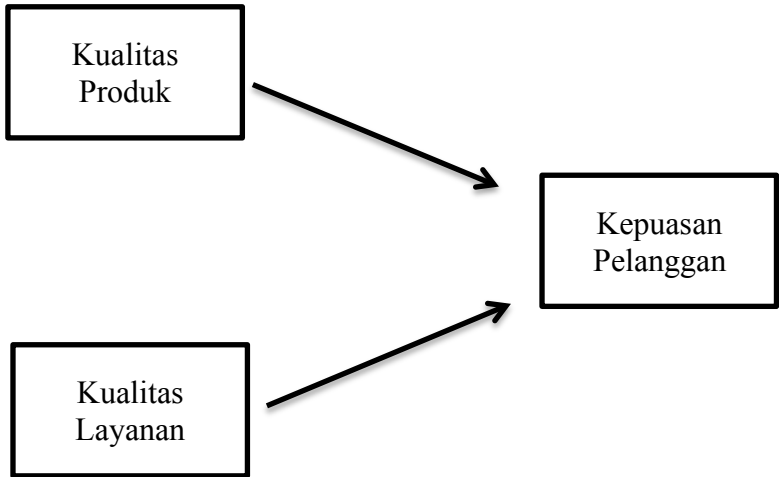 Kualitas
Produk
Kepuasan
Pelanggan
Kualitas
Layanan